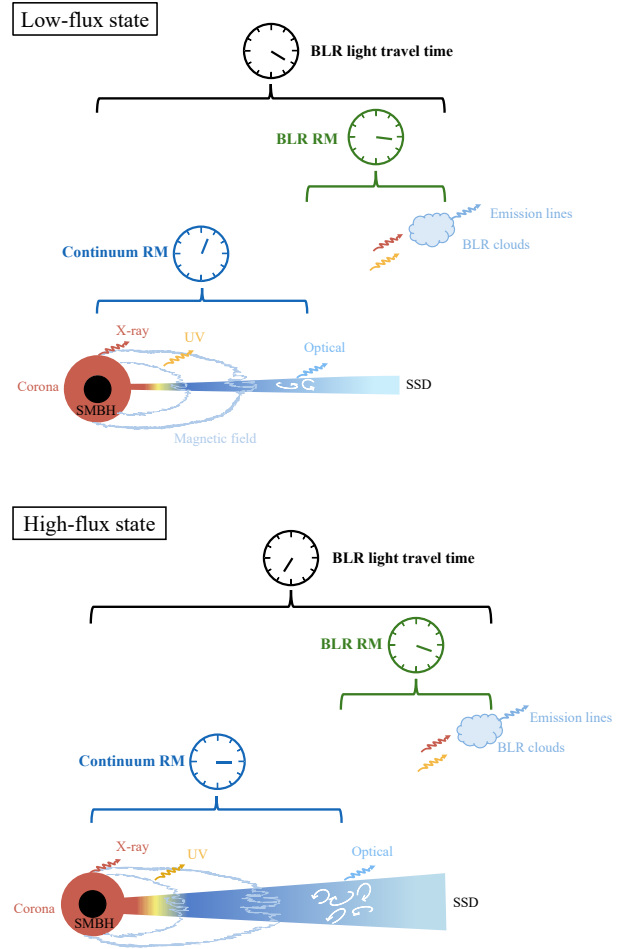 Low-flux state
BLR light travel time
BLR RM
Emission lines
BLR clouds
Continuum RM
X-ray
UV
Optical
Corona
SMBH
SSD
Magnetic field
High-flux state
BLR light travel time
BLR RM
Emission lines
BLR clouds
Continuum RM
X-ray
UV
Optical
Corona
SMBH
SSD